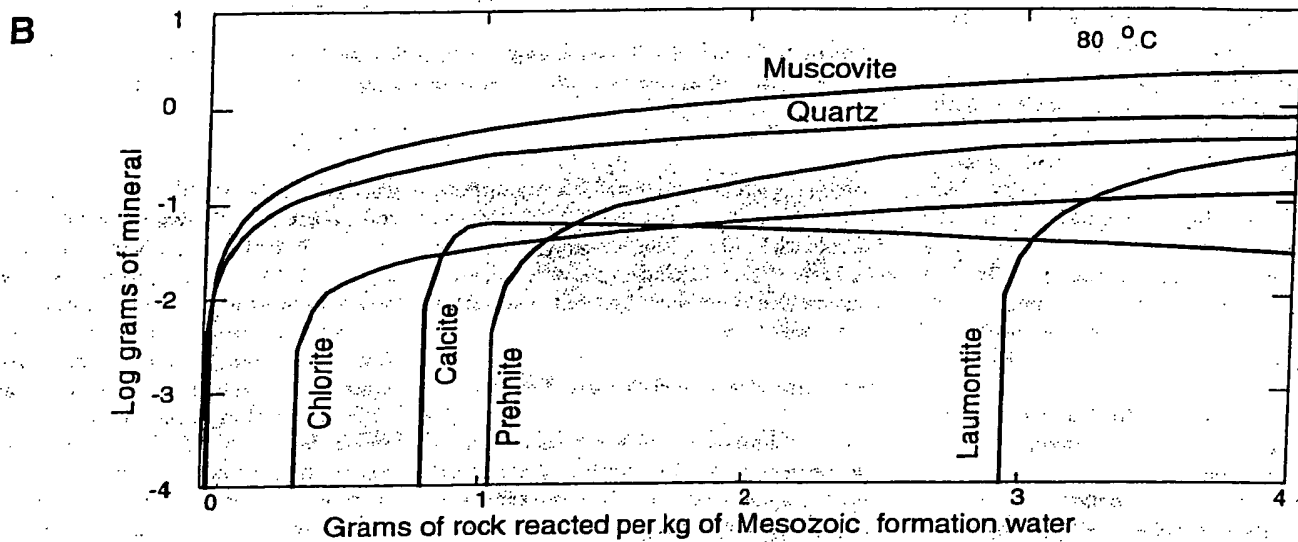 B
80 °C
Muscovite
Quartz
Chlorite
Calcite
Prehnite
Laumontite
Log grams of mineral
1
0
-1
-2
-3
-4
0 1 2 3 4
Grams of rock reacted per kg of Mesozoic formation water